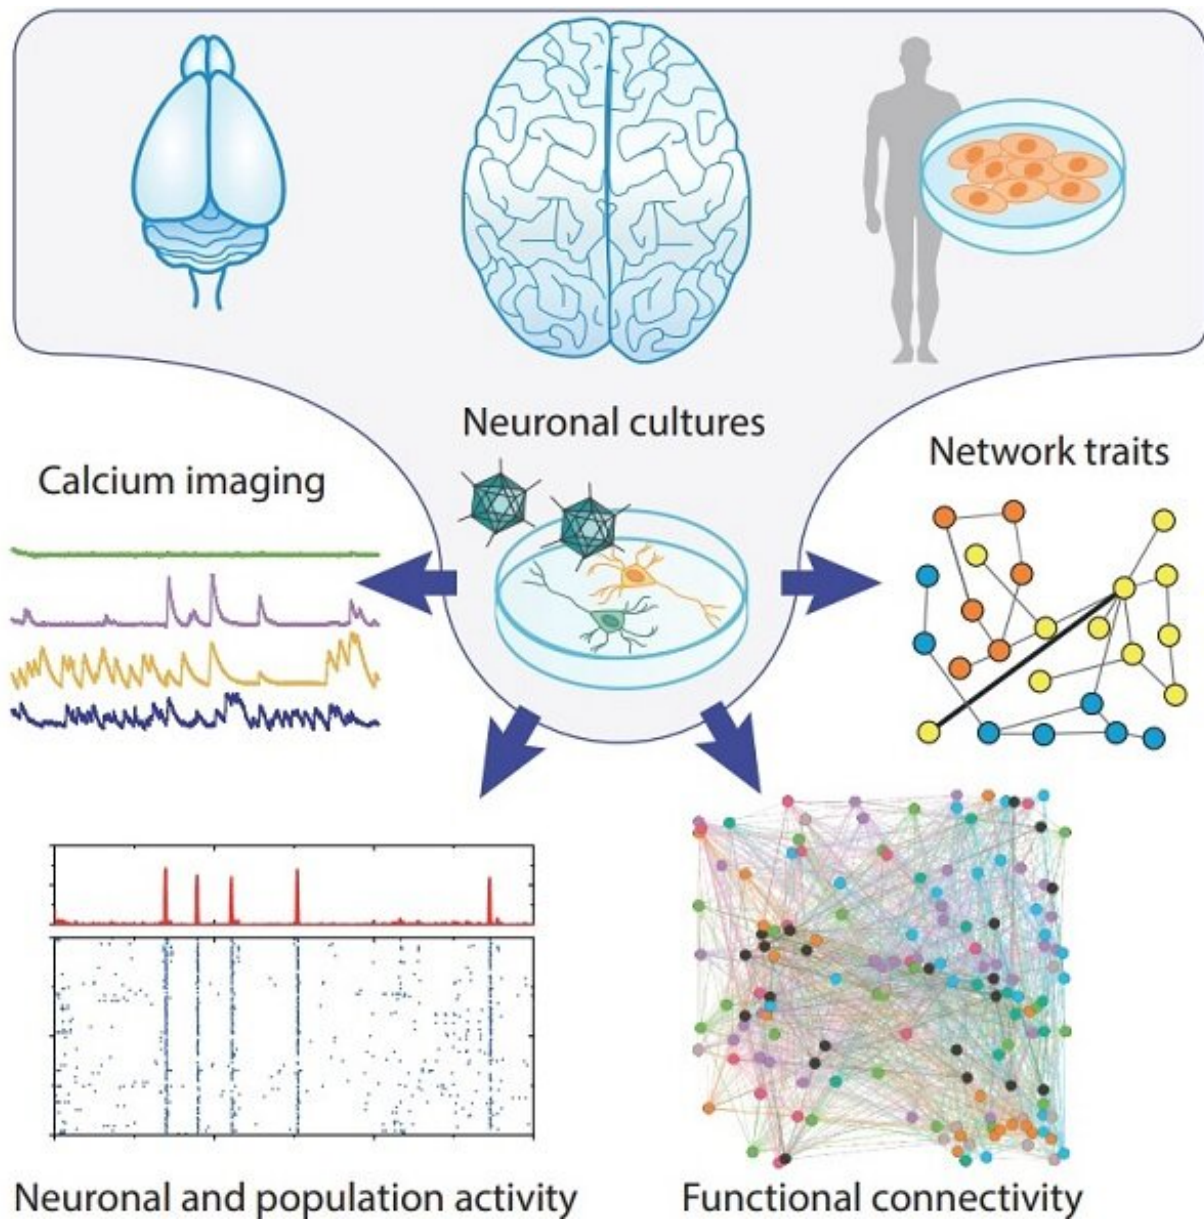 Neuronal cultures
Calcium imaging
Network traits
Neuronal and population activity
Functional connectivity